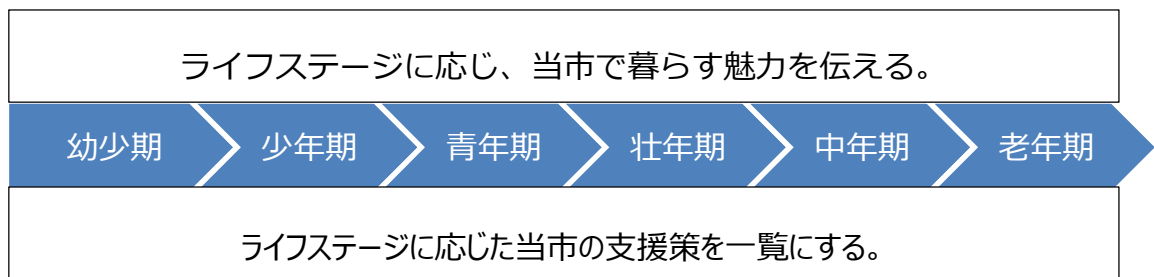 ライフステージに応じ、当市で暮らす魅力を伝える。
幼少期 少年期 青年期 壮年期 中年期 老年期
ライフステージに応じた当市の支援策を一覧にする。